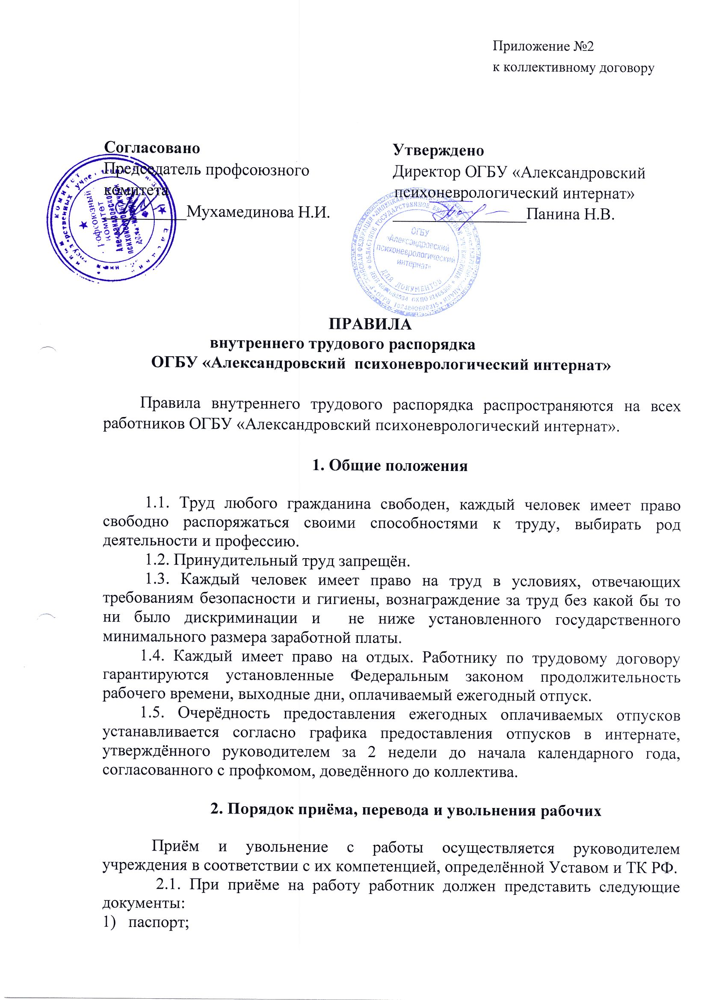 Приложение №2
к коллективному договору
Согласовано
Председатель профсоюзного
комитета
Мухамединова Н.И.
Утверждено
Директор ОГБУ «Александровский
психоневрологический интернат»
Панина Н.В.
Профсоюзный
комитет
ОГБУ
«Александровский
психоневрологический
интернат»
ДЛЯ ДОКУМЕНТОВ
ПРАВИЛА
внутреннего трудового распорядка
ОГБУ «Александровский психоневрологический интернат»
Правила внутреннего трудового распорядка распространяются на всех
работников ОГБУ «Александровский психоневрологический интернат».
1. Общие положения
1.1. Труд любого гражданина свободен, каждый человек имеет право
свободно распоряжаться своими способностями к труду, выбирать род
деятельности и профессию.
1.2. Принудительный труд запрещён.
1.3. Каждый человек имеет право на труд в условиях, отвечающих
требованиям безопасности и гигиены, вознаграждение за труд без какой бы то
ни было дискриминации и не ниже установленного государственного
минимального размера заработной платы.
1.4. Каждый имеет право на отдых. Работнику по трудовому договору
гарантируются установленные Федеральным законом продолжительность
рабочего времени, выходные дни, оплачиваемый ежегодный отпуск.
1.5. Очерёдность предоставления ежегодных оплачиваемых отпусков
устанавливается согласно графика предоставления отпусков в интернате,
утверждённого руководителем за 2 недели до начала календарного года,
согласованного с профкомом, доведённого до коллектива.
2. Порядок приёма, перевода и увольнения рабочих
Приём и увольнение с работы осуществляется руководителем
учреждения в соответствии с их компетенцией, определённой Уставом и ТК РФ.
2.1. При приёме на работу работник должен представить следующие
документы:
1) паспорт;